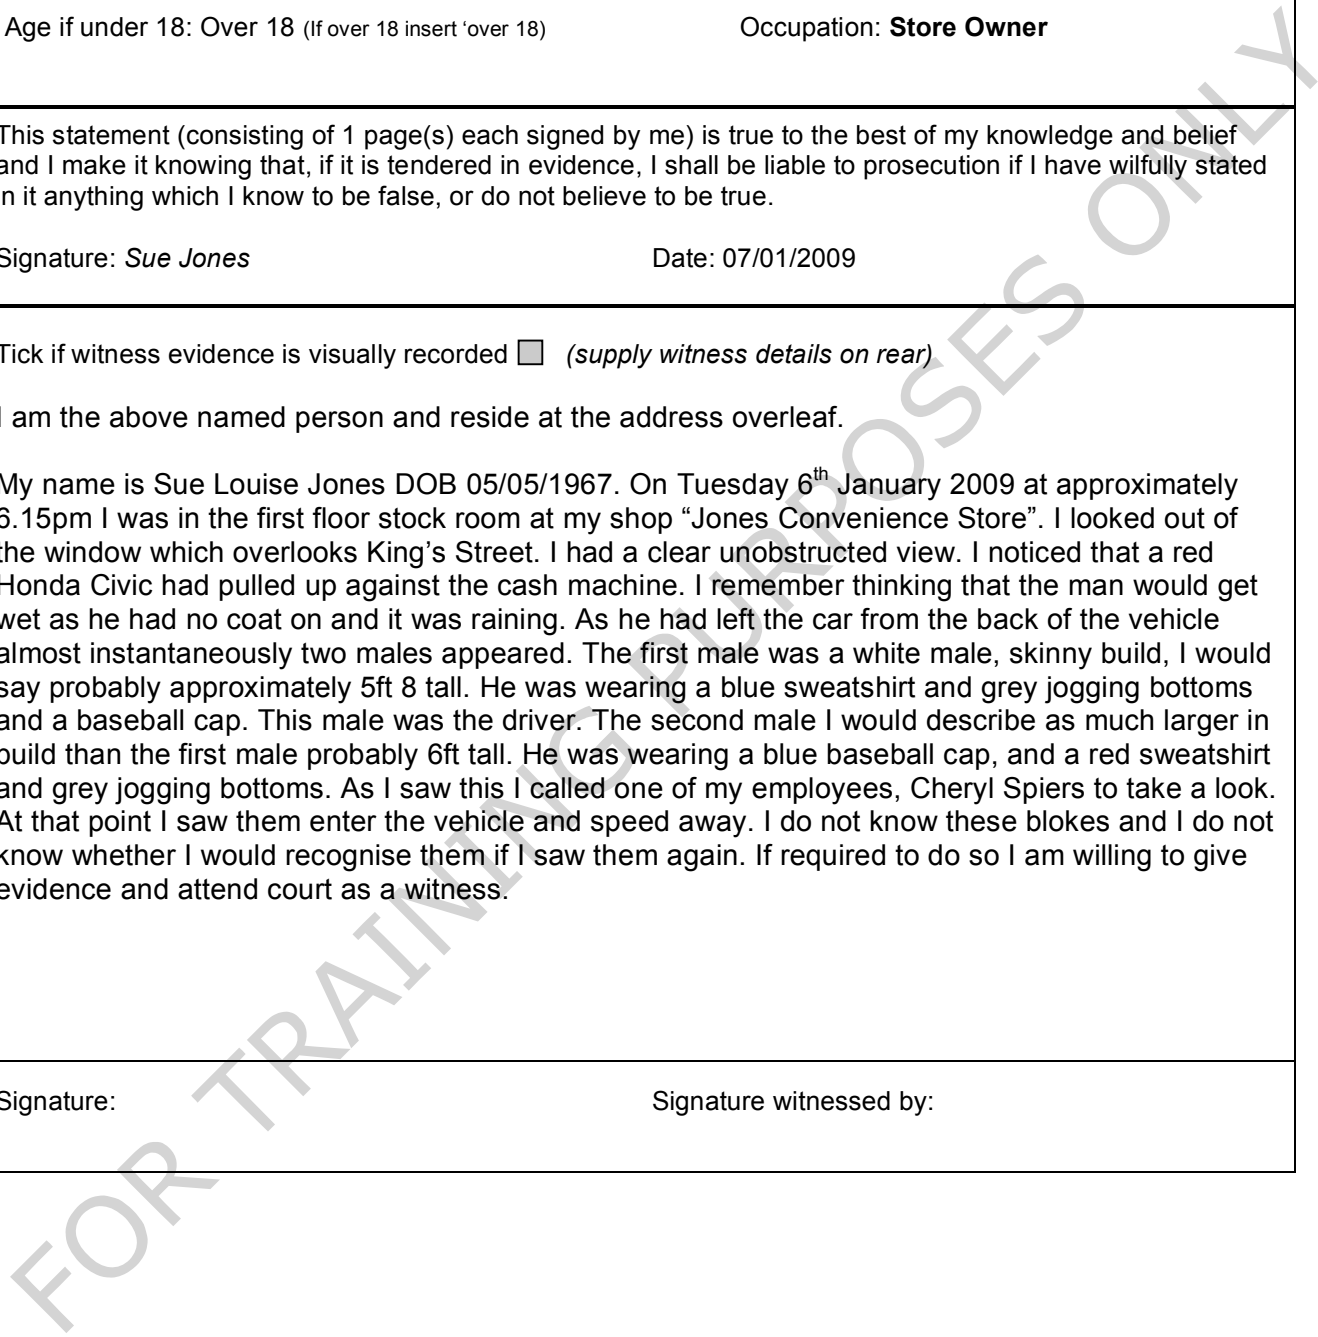 Age if under 18: Over 18 (If over 18 insert ‘over 18) Occupation: Store Owner
This statement (consisting of 1 page(s) each signed by me) is true to the best of my knowledge and belief
and I make it knowing that, if it is tendered in evidence, I shall be liable to prosecution if I have wilfully stated
in it anything which I know to be false, or do not believe to be true.
Signature: Sue Jones Date: 07/01/2009
Tick if witness evidence is visually recorded (supply witness details on rear)
I am the above named person and reside at the address overleaf.
My name is Sue Louise Jones DOB 05/05/1967. On Tuesday 6th January 2009 at approximately
6.15pm I was in the first floor stock room at my shop “Jones Convenience Store”. I looked out of
the window which overlooks King’s Street. I had a clear unobstructed view. I noticed that a red
Honda Civic had pulled up against the cash machine. I remember thinking that the man would get
wet as he had no coat on and it was raining. As he had left the car from the back of the vehicle
almost instantaneously two males appeared. The first male was a white male, skinny build, I would
say probably approximately 5ft 8 tall. He was wearing a blue sweatshirt and grey jogging bottoms
and a baseball cap. This male was the driver. The second male I would describe as much larger in
build than the first male probably 6ft tall. He was wearing a blue baseball cap, and a red sweatshirt
and grey jogging bottoms. As I saw this I called one of my employees, Cheryl Spiers to take a look.
At that point I saw them enter the vehicle and speed away. I do not know these blokes and I do not
know whether I would recognise them if I saw them again. If required to do so I am willing to give
evidence and attend court as a witness.
Signature: Signature witnessed by:
FOR TRAINING PURPOSES ONLY